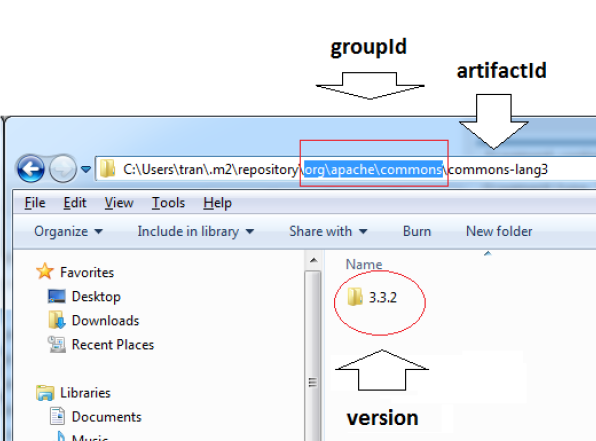 groupId
artifactId
C:\Users\tran\.m2\repository\org\apache\commons\commons-lang3
File Edit View Tools Help
Organize Include in library Share with Burn New folder
Favorites
Name
Desktop
3.3.2
Downloads
Recent Places
Libraries
Documents
version
Music